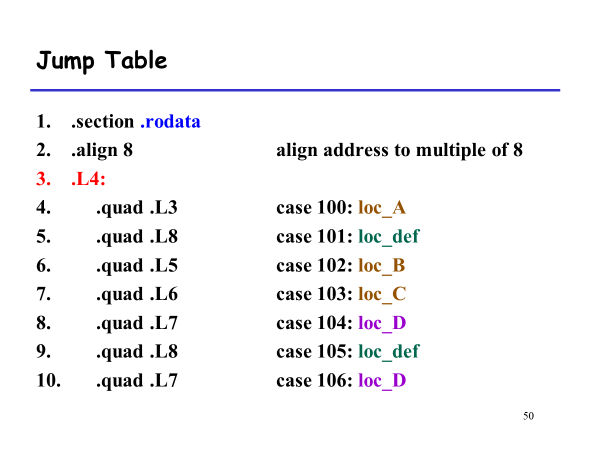 Jump Table
1. .section .rodata
2. .align 8 align address to multiple of 8
3. .L4:
4. .quad .L3 case 100: loc_A
5. .quad .L8 case 101: loc_def
6. .quad .L5 case 102: loc_B
7. .quad .L6 case 103: loc_C
8. .quad .L7 case 104: loc_D
9. .quad .L8 case 105: loc_def
10. .quad .L7 case 106: loc_D
50